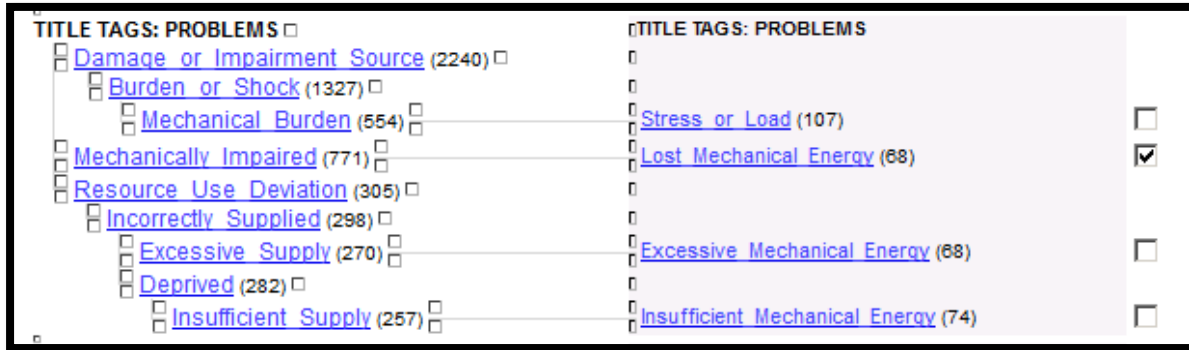 TITLE TAGS: PROBLEMS TITLE TAGS: PROBLEMS
Damage or Impairment Source (2240)
Burden or Shock (1327)
Mechanical Burden (554) Stress or Load (107)
Mechanically Impaired (771) Lost Mechanical Energy (68)
Resource Use Deviation (305)
Incorrectly Supplied (298)
Excessive Supply (270) Excessive Mechanical Energy (68)
Deprived (282)
Insufficient Supply (257) Insufficient Mechanical Energy (74)